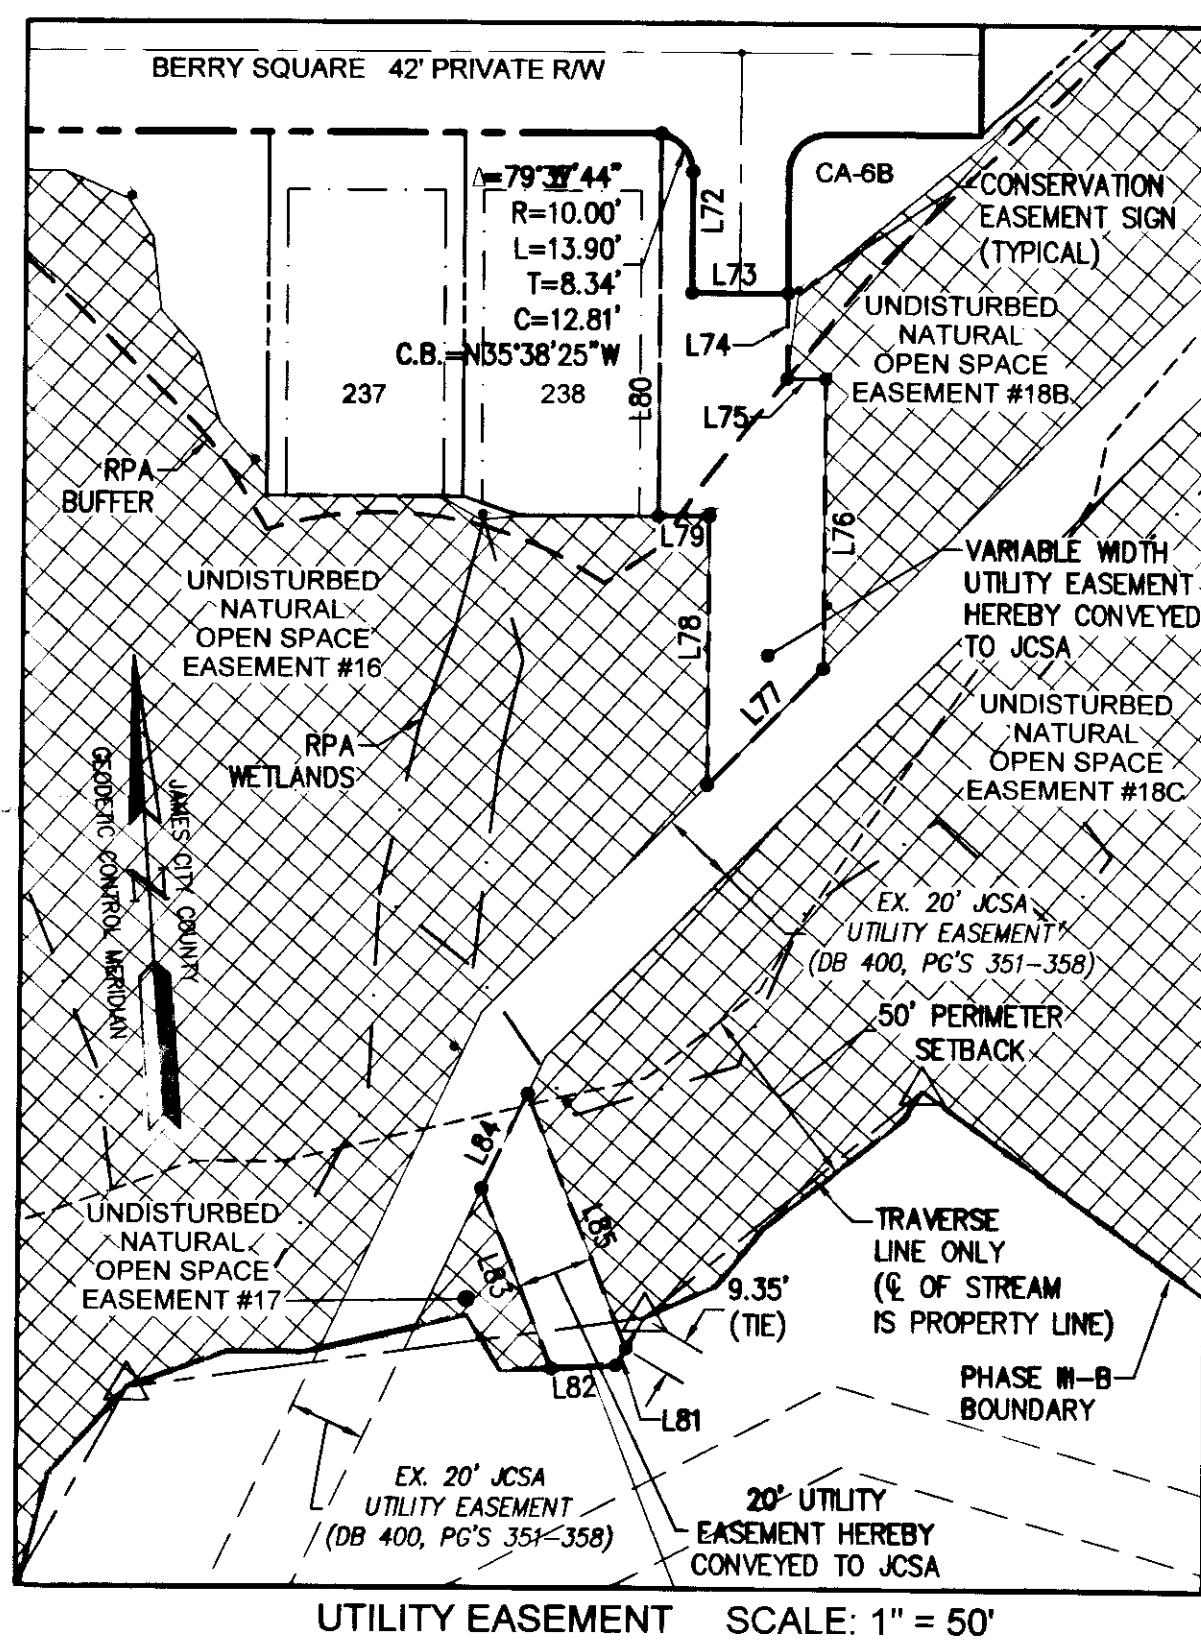 BERRY SQUARE 42' PRIVATE R/W
R=10.00'
L=13.90'
T=8.34'
C=12.81'
C.B.=N35°38'25"W
L72
CA-6B
CONSERVATION
EASEMENT SIGN
(TYPICAL)
L73
L74
L75
UNDISTURBED
NATURAL
OPEN SPACE
EASEMENT #18B
237
238
L80
RPA
BUFFER
L79
L76
VARIABLE WIDTH
UTILITY EASEMENT
HEREBY CONVEYED
TO JCSA
UNDISTURBED
NATURAL
OPEN SPACE
EASEMENT #16
L78
L77
RPA
WETLANDS
UNDISTURBED
NATURAL
OPEN SPACE
EASEMENT #18C
JAMES CITY COUNTY
GEODETIC CONTROL MERIDIAN
EX. 20' JCSA
UTILITY EASEMENT
(DB 400, PG'S 351-358)
50' PERIMETER
SETBACK
L84
L85
L83
UNDISTURBED
NATURAL
OPEN SPACE
EASEMENT #17
TRAVERSE
LINE ONLY
(℄ OF STREAM
IS PROPERTY LINE)
9.35'
(TIE)
L82
L81
PHASE III-B
BOUNDARY
EX. 20' JCSA
UTILITY EASEMENT
(DB 400, PG'S 351-358)
20' UTILITY
EASEMENT HEREBY
CONVEYED TO JCSA
UTILITY EASEMENT SCALE: 1" = 50'